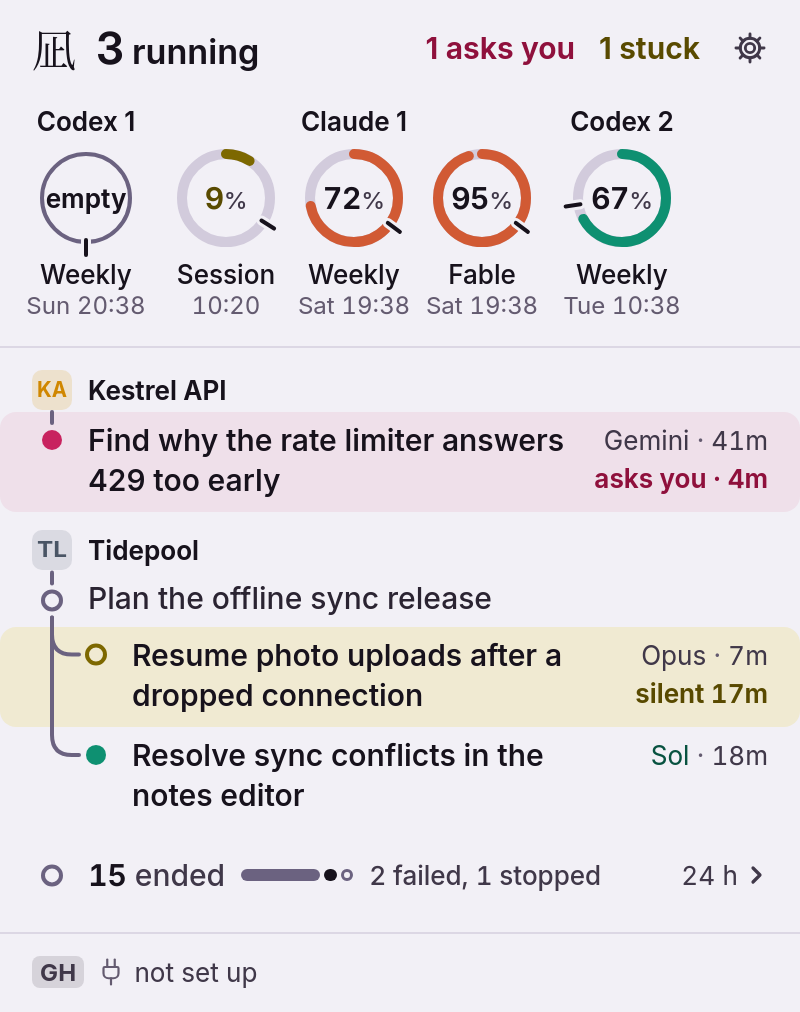 凪 3 running 1 asks you 1 stuck
Codex 1 Claude 1 Codex 2
empty 9% 72% 95% 67%
Weekly Session Weekly Fable Weekly
Sun 20:38 10:20 Sat 19:38 Sat 19:38 Tue 10:38
KA Kestrel API
Find why the rate limiter answers Gemini · 41m
429 too early asks you · 4m
TL Tidepool
Plan the offline sync release
Resume photo uploads after a Opus · 7m
dropped connection silent 17m
Resolve sync conflicts in the Sol · 18m
notes editor
15 ended 2 failed, 1 stopped 24 h
GH not set up